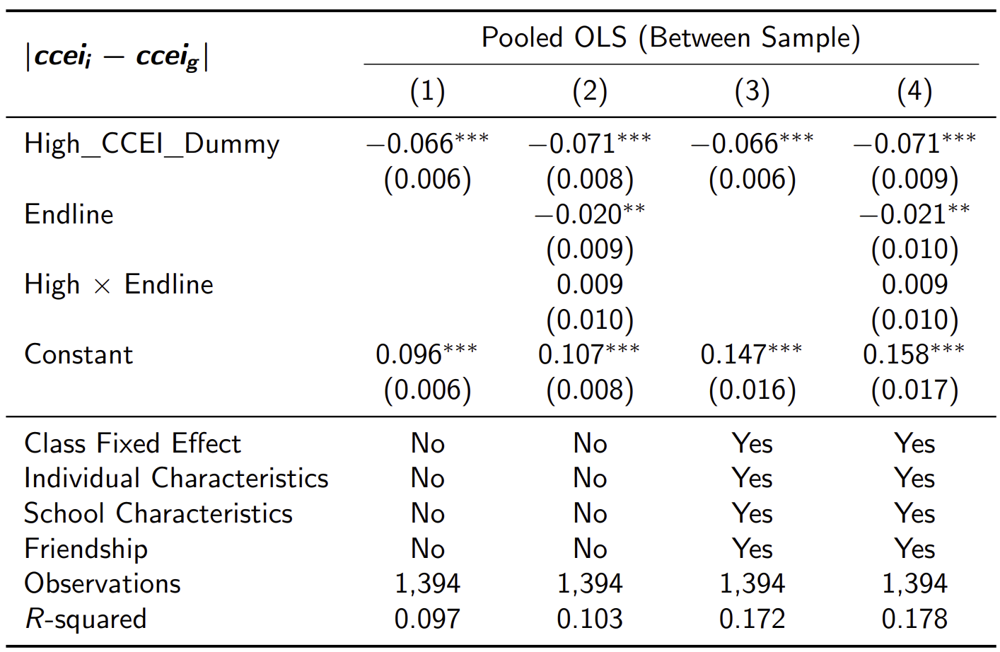 |ccei_i − ccei_g| Pooled OLS (Between Sample)
(1) (2) (3) (4)
High_CCEI_Dummy −0.066*** −0.071*** −0.066*** −0.071***
(0.006) (0.008) (0.006) (0.009)
Endline −0.020** −0.021**
(0.009) (0.010)
High × Endline 0.009 0.009
(0.010) (0.010)
Constant 0.096*** 0.107*** 0.147*** 0.158***
(0.006) (0.008) (0.016) (0.017)
Class Fixed Effect No No Yes Yes
Individual Characteristics No No Yes Yes
School Characteristics No No Yes Yes
Friendship No No Yes Yes
Observations 1,394 1,394 1,394 1,394
R-squared 0.097 0.103 0.172 0.178